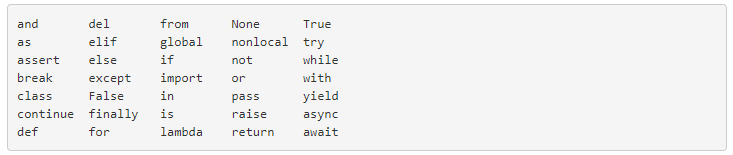 and       del       from      None      True
as        elif      global    nonlocal  try
assert    else      if        not       while
break     except    import    or        with
class     False     in        pass      yield
continue  finally   is        raise     async
def       for       lambda    return    await